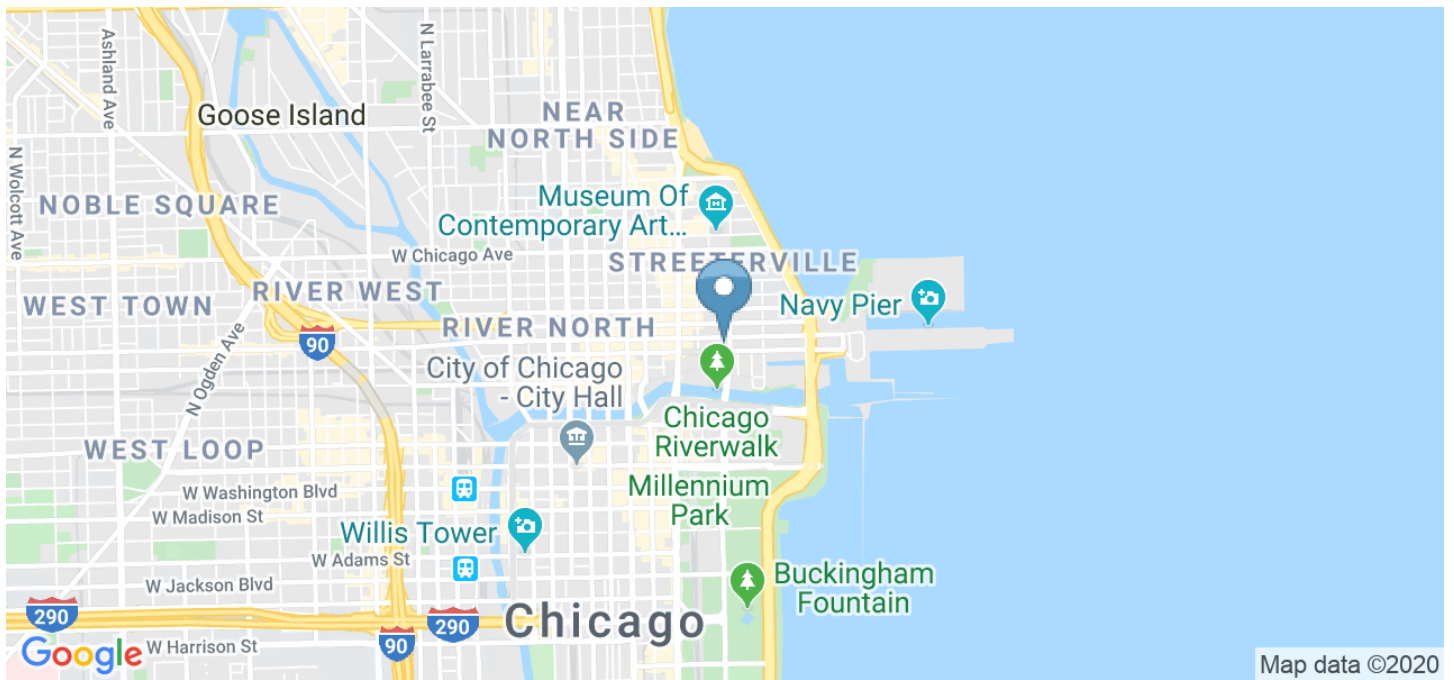 Ashland Ave
N Larrabee St
Goose Island
NEAR
NORTH SIDE
N Wolcott Ave
NOBLE SQUARE
Museum Of
Contemporary Art...
W Chicago Ave
STREETERVILLE
WEST TOWN
RIVER WEST
Navy Pier
RIVER NORTH
90
N Ogden Ave
City of Chicago
- City Hall
Chicago
Riverwalk
WEST LOOP
W Washington Blvd
Millennium
Park
W Madison St
Willis Tower
W Adams St
Buckingham
Fountain
W Jackson Blvd
290
290
Chicago
90
W Harrison St
Google
Map data ©2020